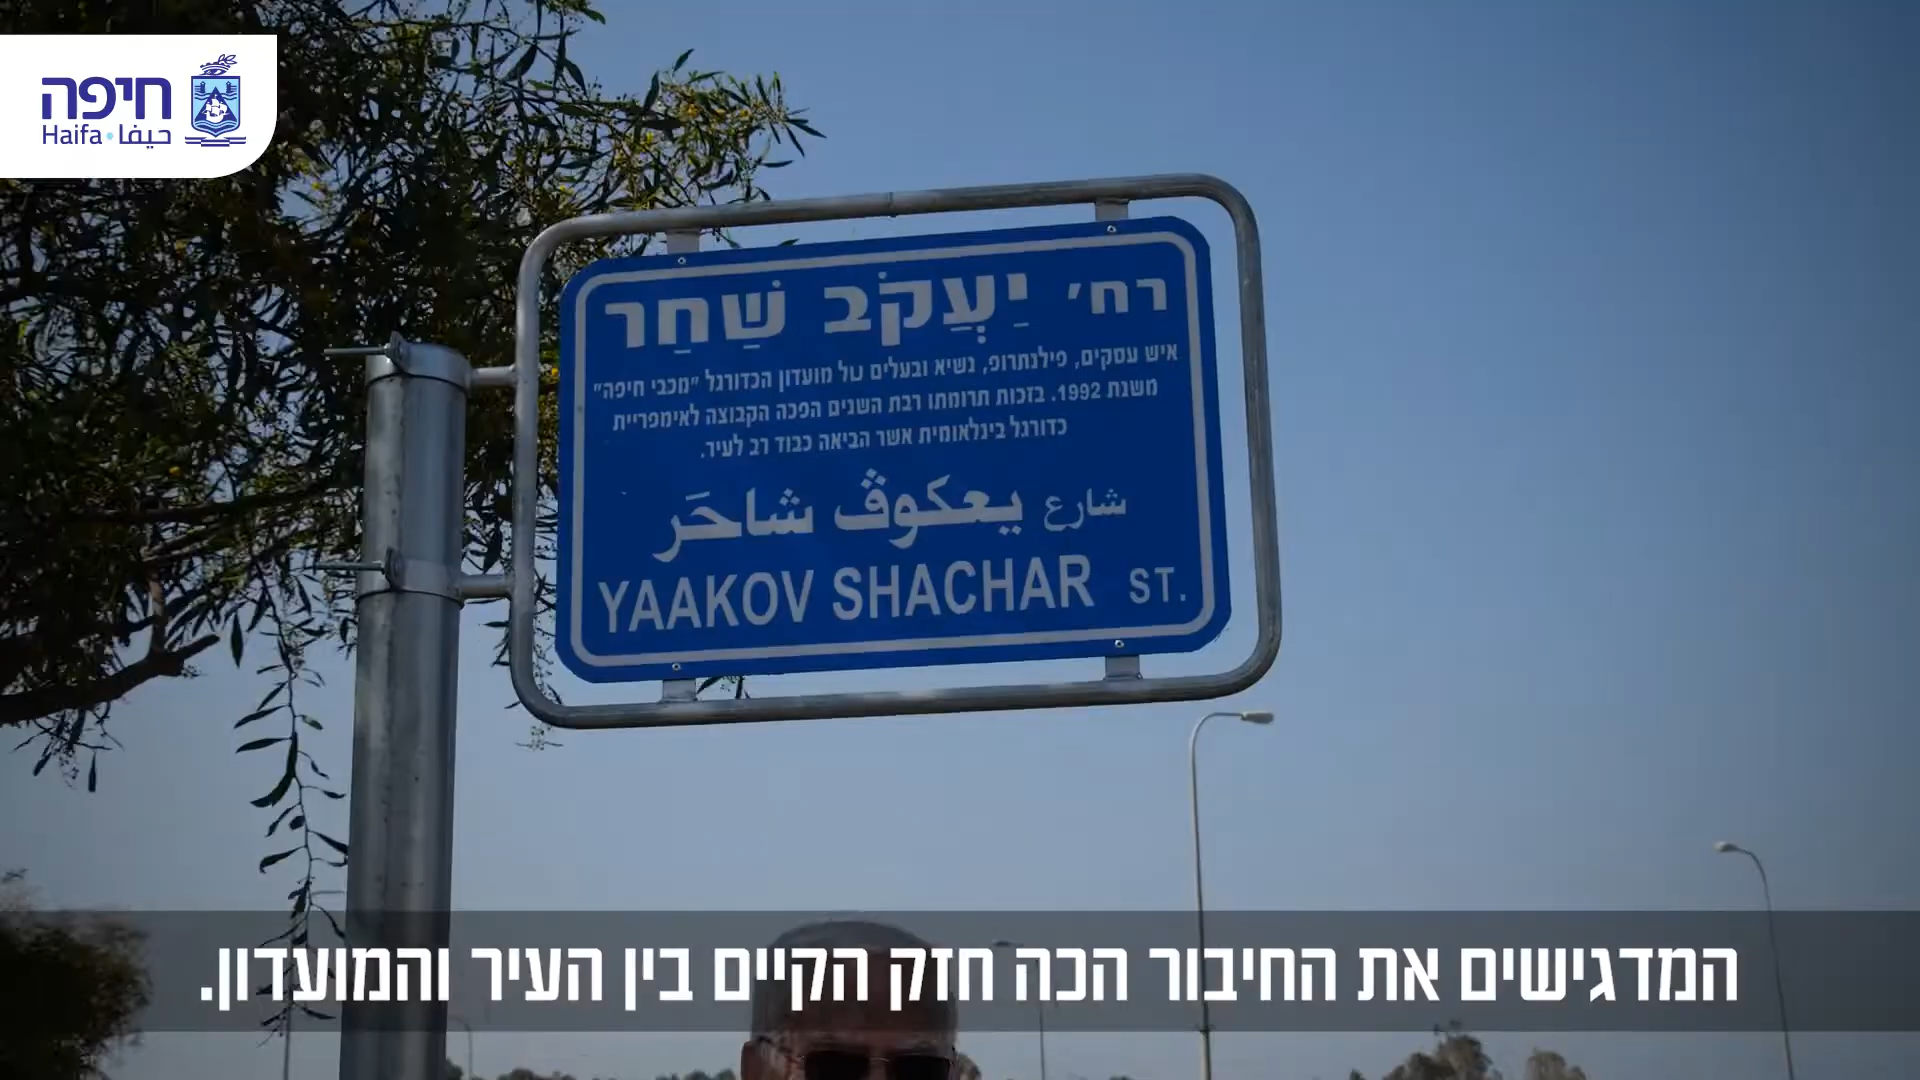 חיפה
Haifa • حيفا
רח׳ יַעֲקֹב שַׁחַר
איש עסקים, פילנתרופ, נשיא ובעלים של מועדון הכדורגל "מכבי חיפה"
משנת 1992. בזכות תרומתו רבת השנים הפכה הקבוצה לאימפריית
כדורגל בינלאומית אשר הביאה כבוד רב לעיר.
شارع يعكوڤ شاحَر
YAAKOV SHACHAR ST.
המדגישים את החיבור הכה חזק הקיים בין העיר והמועדון.